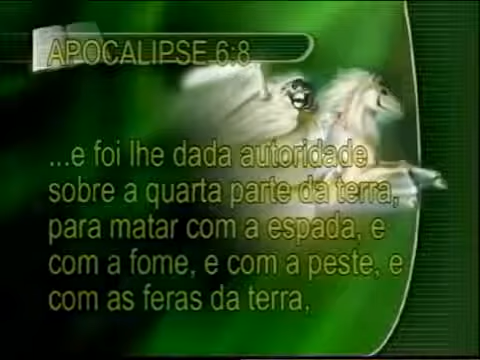 APOCALIPSE 6:8
...e foi lhe dada autoridade
sobre a quarta parte da terra,
para matar com a espada, e
com a fome, e com a peste, e
com as feras da terra,